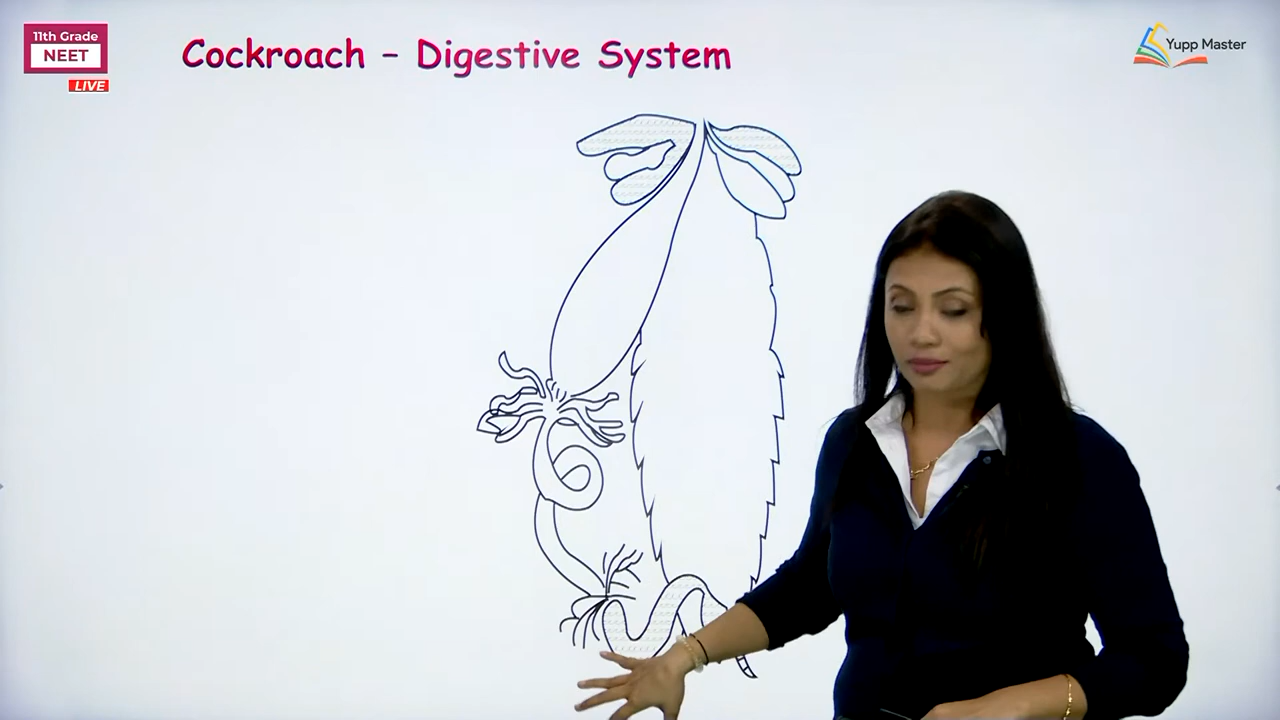 11th Grade
NEET
LIVE
Cockroach – Digestive System
Yupp Master